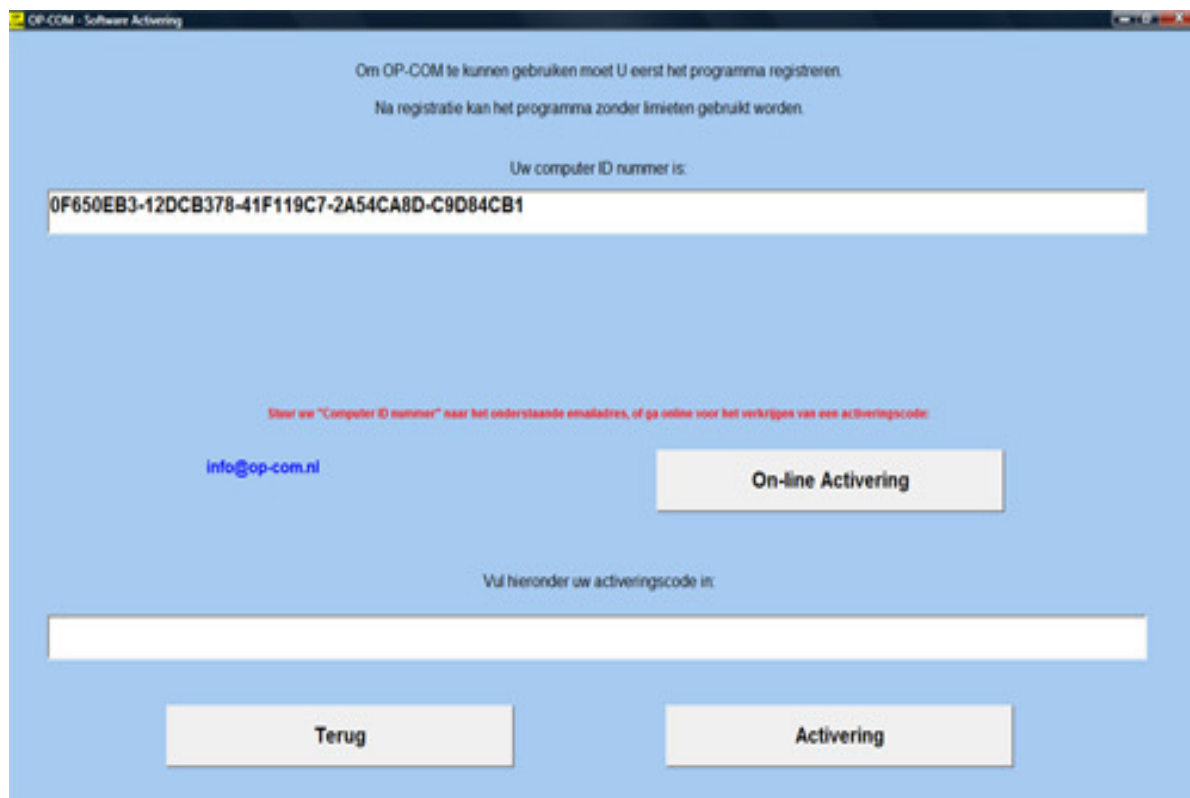 OP-COM - Software Activering
Om OP-COM te kunnen gebruiken moet U eerst het programma registreren.
Na registratie kan het programma zonder limieten gebruikt worden.
Uw computer ID nummer is:
0F650EB3-12DCB378-41F119C7-2A54CA8D-C9D84CB1
Stuur uw "Computer ID nummer" naar het onderstaande emailadres, of ga online voor het verkrijgen van een activeringscode:
info@op-com.nl
On-line Activering
Vul hieronder uw activeringscode in:
Terug
Activering